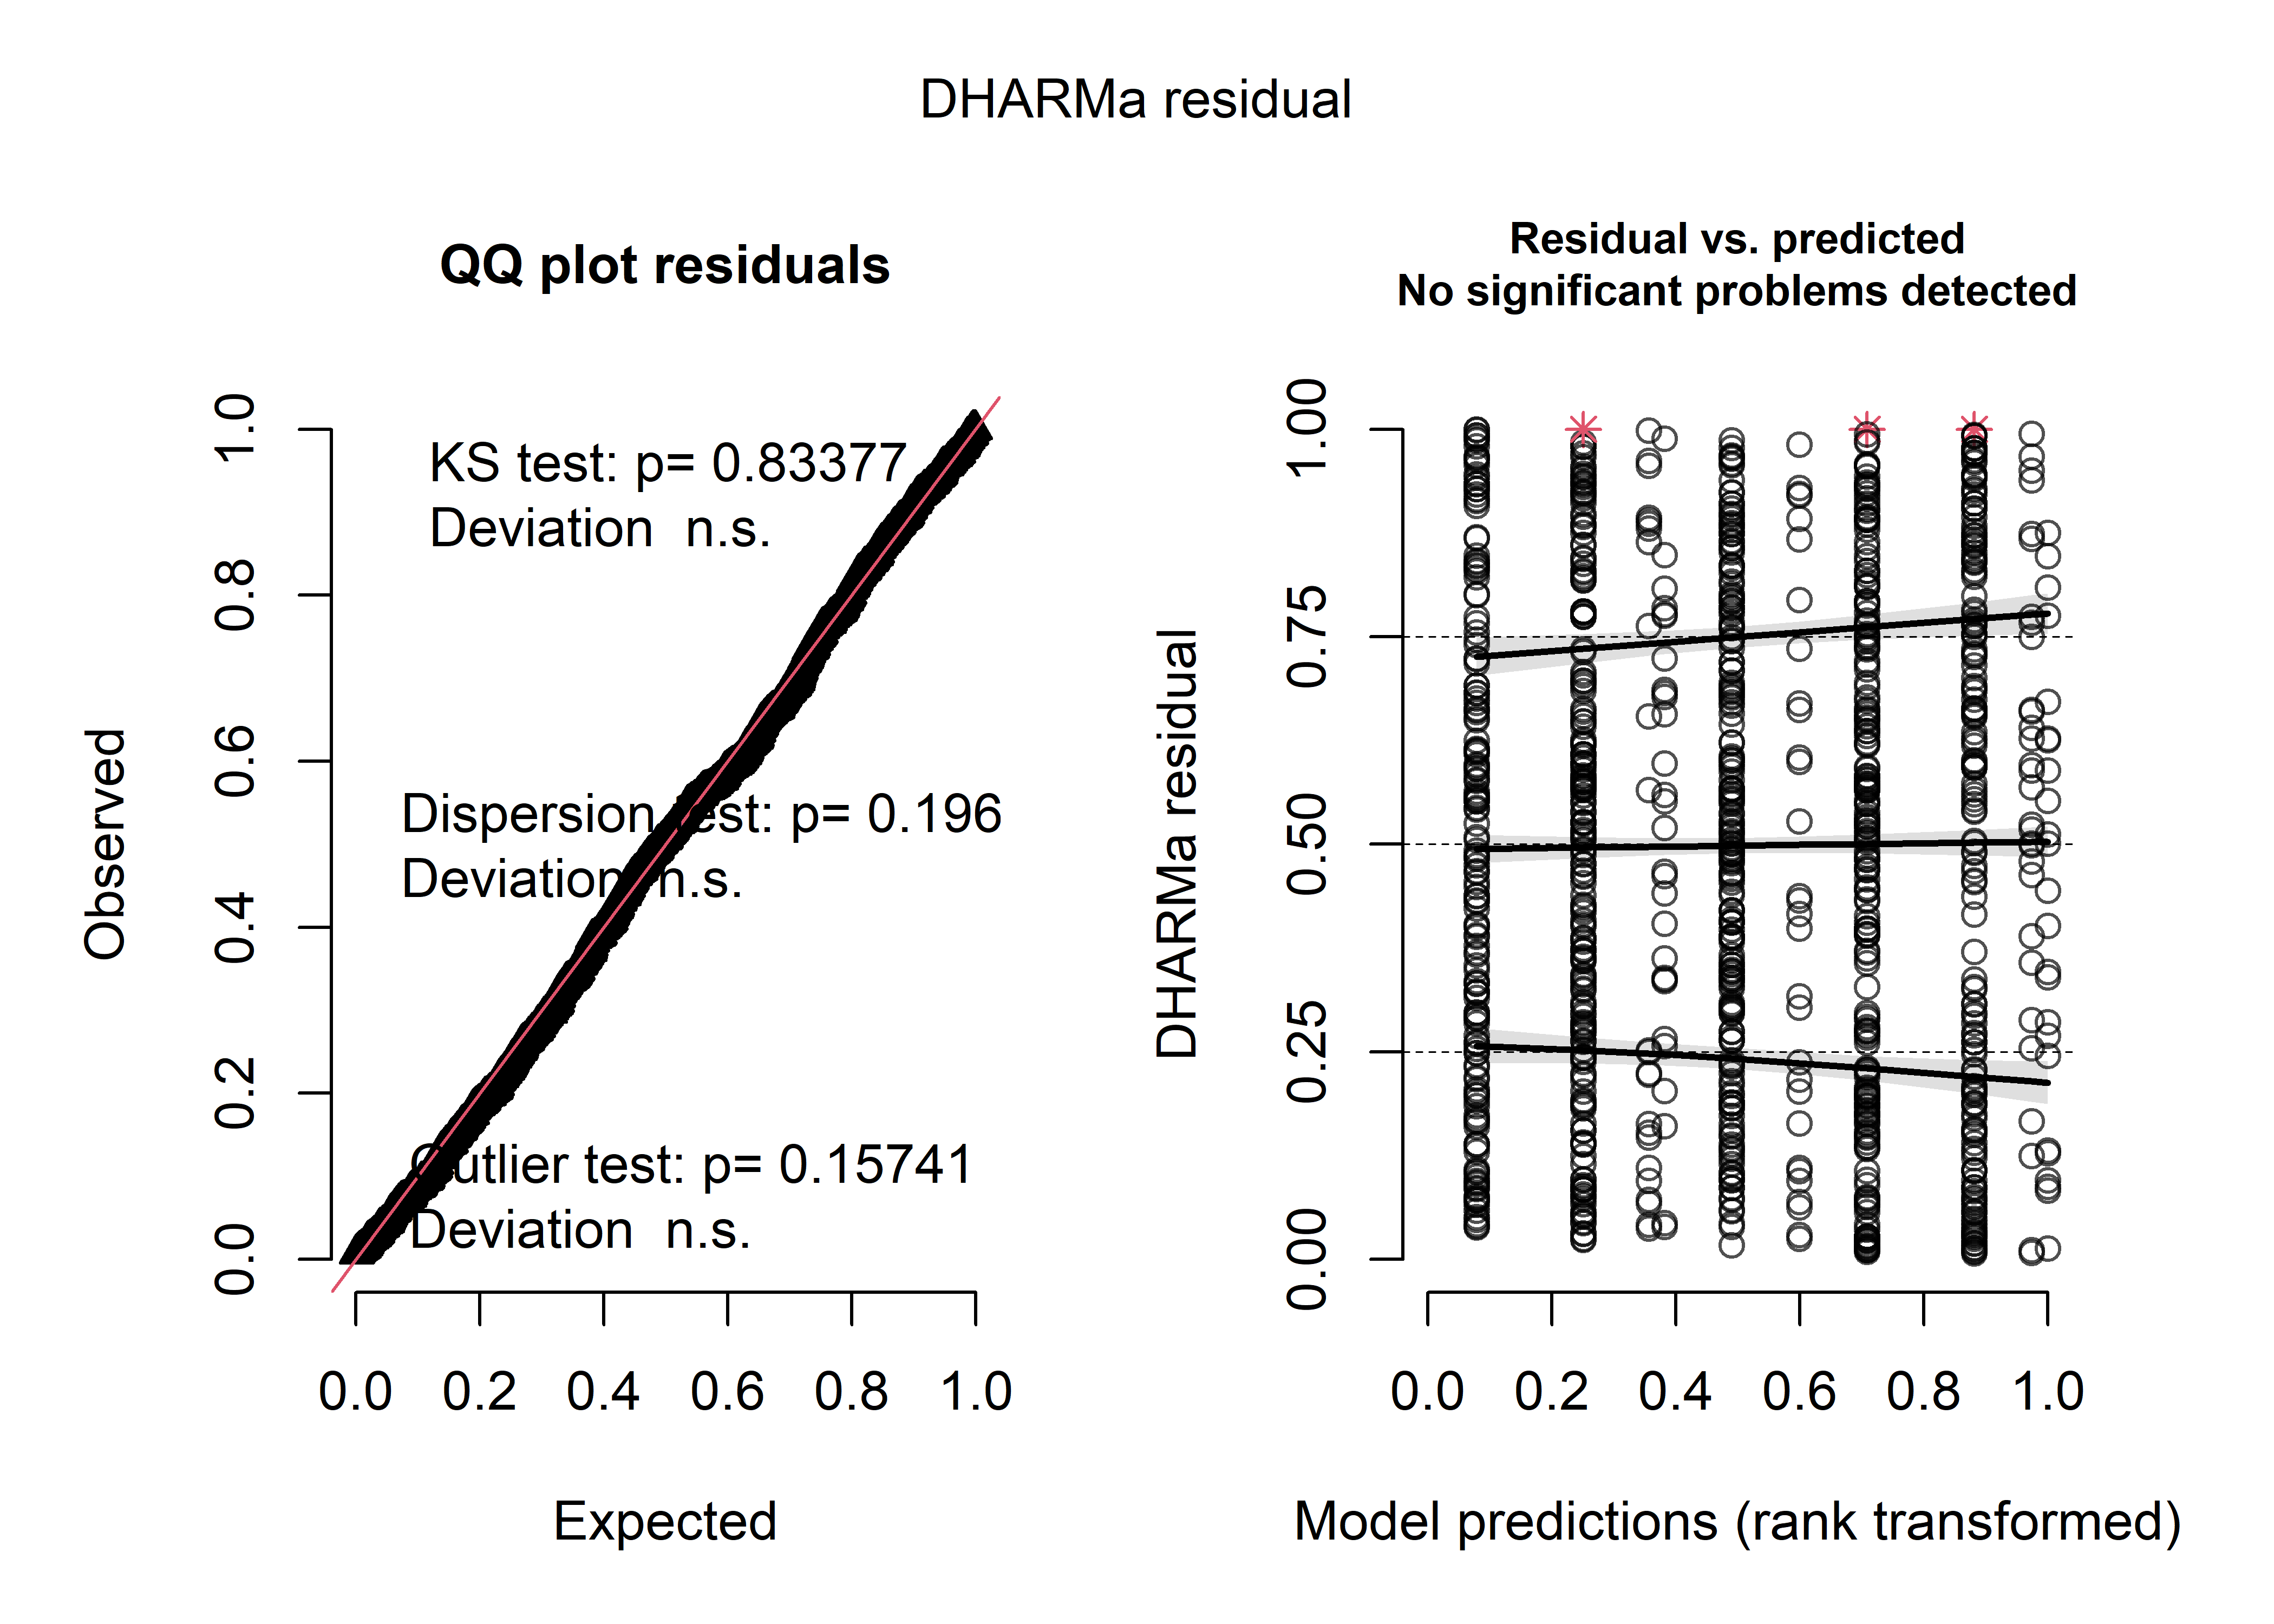 DHARMa residual
QQ plot residuals
KS test: p= 0.83377
Deviation  n.s.
Dispersion test: p= 0.196
Deviation  n.s.
Outlier test: p= 0.15741
Deviation  n.s.
Observed
0.0
0.2
0.4
0.6
0.8
1.0
0.0 0.2 0.4 0.6 0.8 1.0
Expected
Residual vs. predicted
No significant problems detected
DHARMa residual
0.00
0.25
0.50
0.75
1.00
0.0 0.2 0.4 0.6 0.8 1.0
Model predictions (rank transformed)